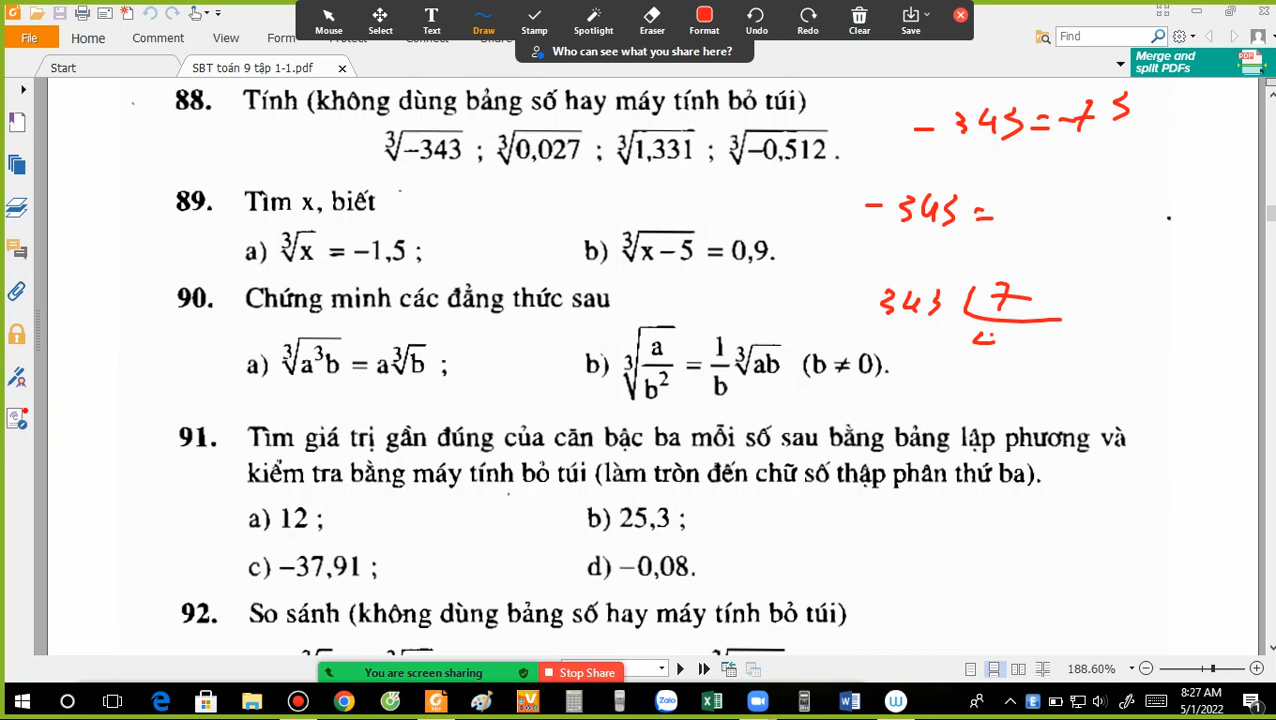 Mouse Select Text Draw Stamp Spotlight Eraser Format Undo Redo Clear Save
File Home Comment View Form Find
Who can see what you share here?
Start SBT toán 9 tập 1-1.pdf Merge and
split PDFs
88. Tính (không dùng bảng số hay máy tính bỏ túi)
∛−343 ; ∛0,027 ; ∛1,331 ; ∛−0,512 .
- 343 = -7
89. Tìm x, biết
- 343 =
a) ∛x = −1,5 ; b) ∛(x − 5) = 0,9.
90. Chứng minh các đẳng thức sau
343 7
a) ∛(a³b) = a∛b ; b) ∛(a/b²) = 1/b ∛ab (b ≠ 0).
91. Tìm giá trị gần đúng của căn bậc ba mỗi số sau bằng bảng lập phương và
kiểm tra bằng máy tính bỏ túi (làm tròn đến chữ số thập phân thứ ba).
a) 12 ; b) 25,3 ;
c) −37,91 ; d) −0,08.
92. So sánh (không dùng bảng số hay máy tính bỏ túi)
You are screen sharing Stop Share 188.60%
8:27 AM
5/1/2022